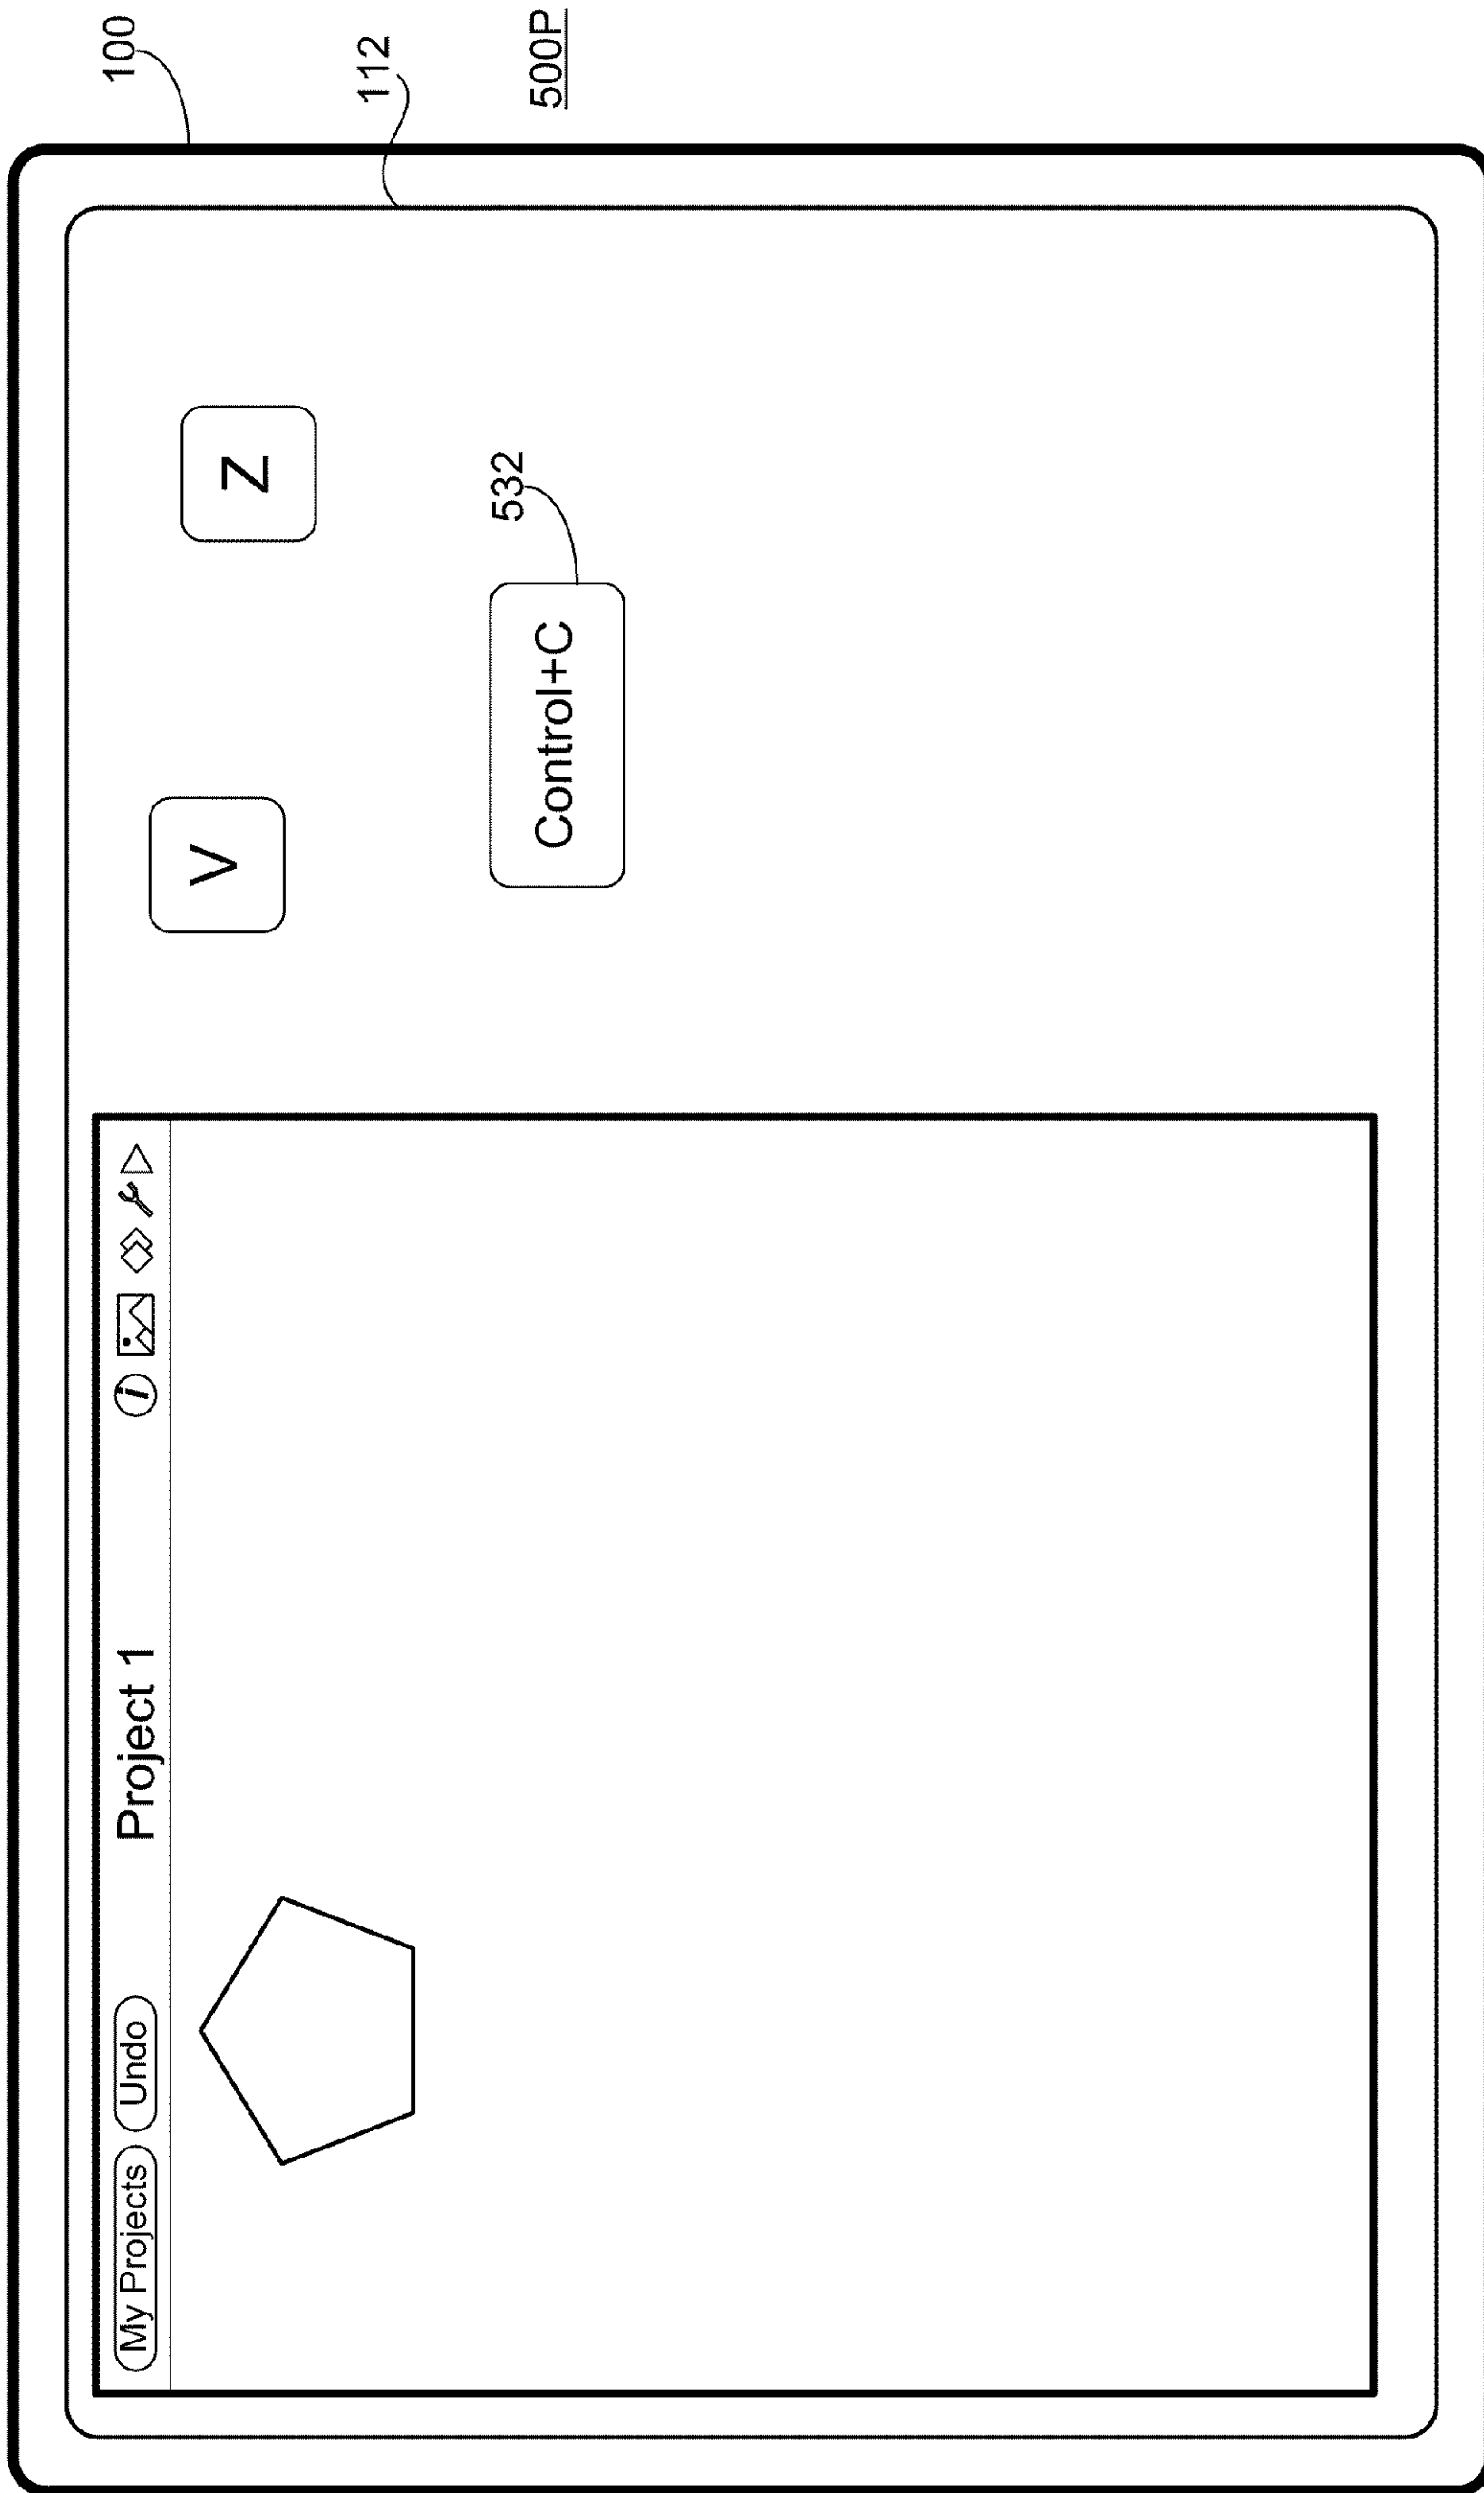 My Projects
Undo
Project 1
i
V
Z
532
Control+C
100
112
500P